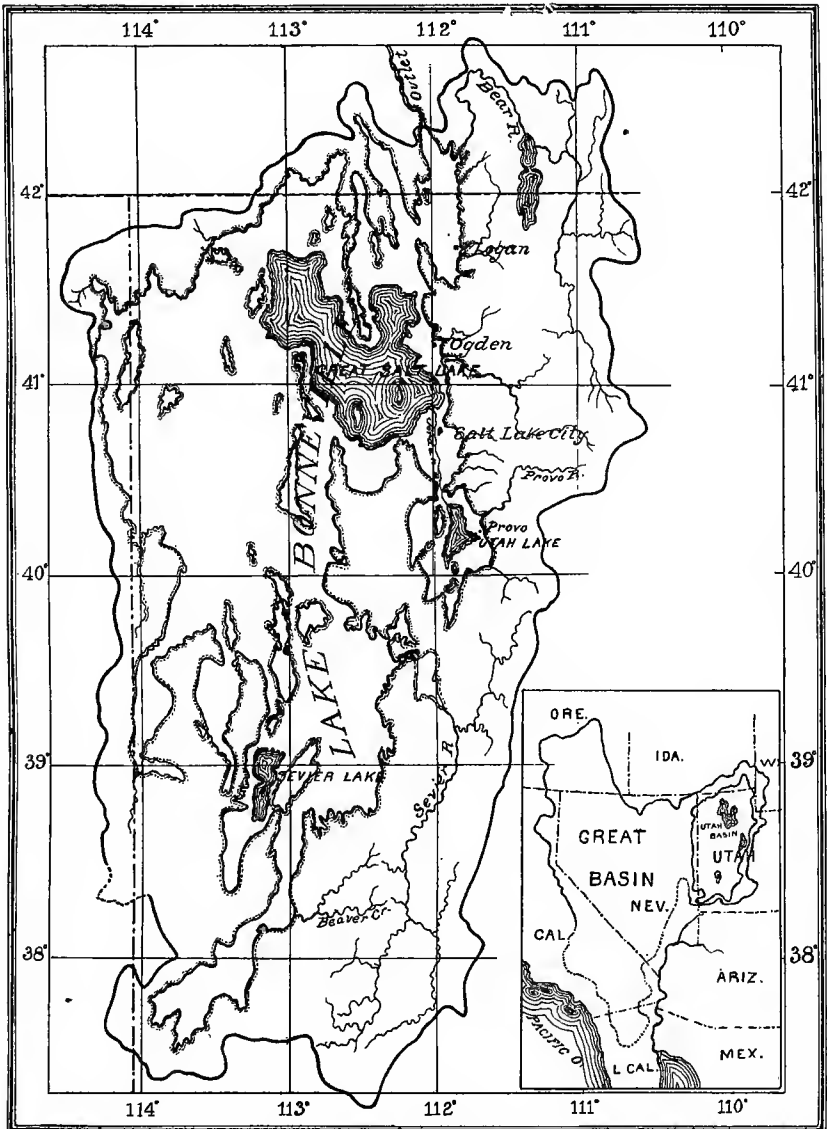 114° 113° 112° 111° 110°
Outlet
Bear R.
42° 42°
Logan
Ogden
GREAT SALT LAKE
41° 41°
Salt Lake City
Provo R.
LAKE BONNEV
Provo
UTAH LAKE
40° 40°
39° 39°
SEVIER LAKE
Sevier R.
Beaver Cr.
38° 38°
ORE.
IDA.
W
GREAT
BASIN
UTAH
BASIN
UTAH
NEV.
CAL.
ARIZ.
PACIFIC O.
L CAL.
MEX.
114° 113° 112° 111° 110°